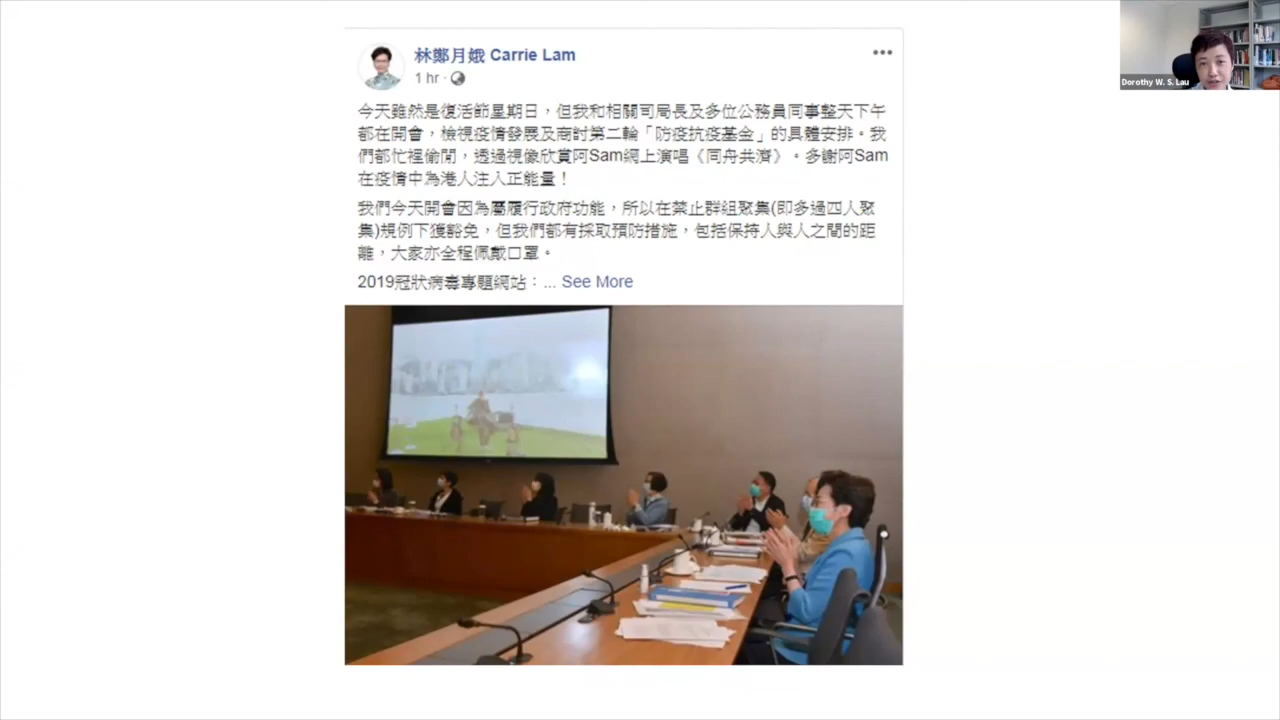 林鄭月娥 Carrie Lam
1 hr ·
今天雖然是復活節星期日，但我和相關司局長及多位公務員同事整天下午
都在開會，檢視疫情發展及商討第二輪「防疫抗疫基金」的具體安排。我
們都忙裡偷閒，透過視像欣賞阿Sam網上演唱《同舟共濟》。多謝阿Sam
在疫情中為港人注入正能量！
我們今天開會因為屬履行政府功能，所以在禁止群組聚集(即多過四人聚
集)規例下獲豁免，但我們都有採取預防措施，包括保持人與人之間的距
離，大家亦全程佩戴口罩。
2019冠狀病毒專題網站：... See More
Dorothy W. S. Lau